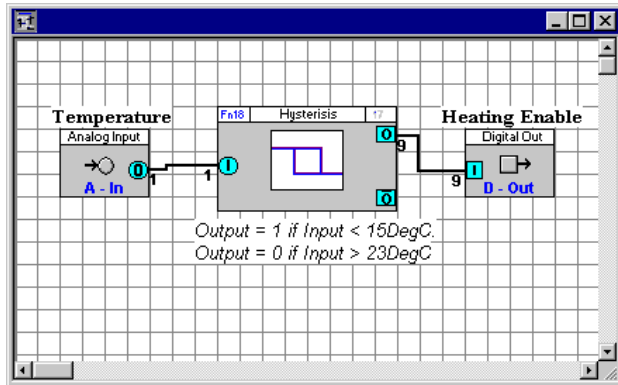 Temperature
Heating Enable
Fn18 Hysterisis 17
Analog Input
Digital Out
O
O
1
1
I
9
9
I
A - In
D - Out
O
Output = 1 if Input < 15DegC.
Output = 0 if Input > 23DegC